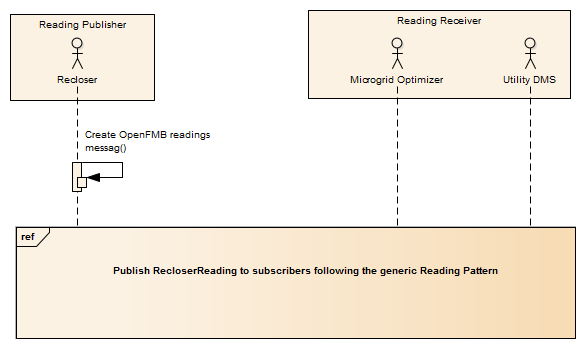 Reading Publisher
Reading Receiver
Recloser
Microgrid Optimizer
Utility DMS
Create OpenFMB readings
messag()
ref
Publish RecloserReading to subscribers following the generic Reading Pattern